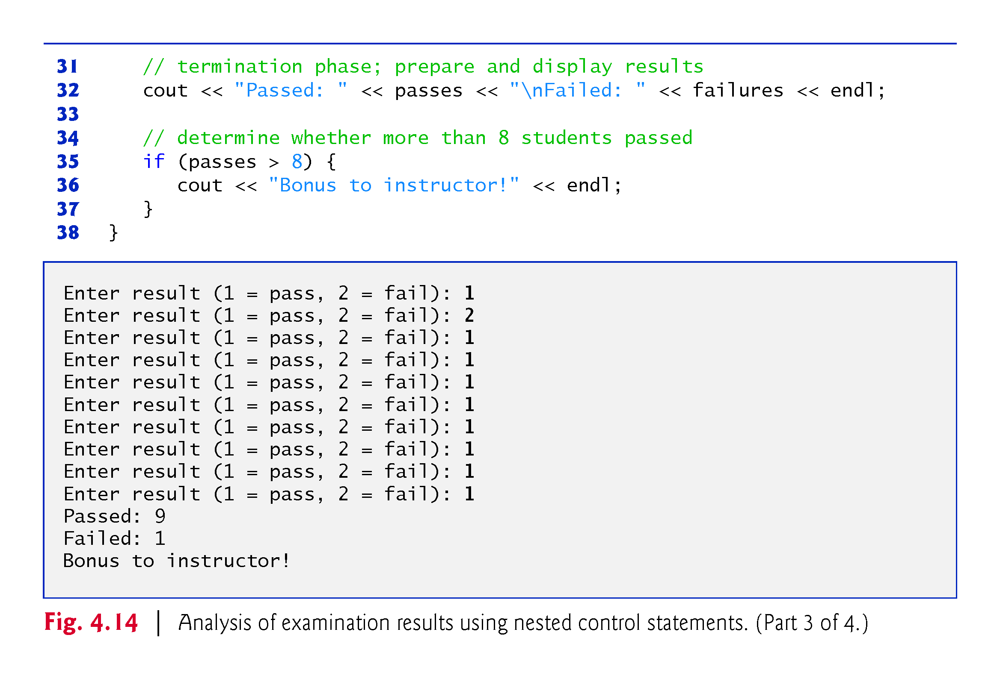 31 // termination phase; prepare and display results
32 cout << "Passed: " << passes << "\nFailed: " << failures << endl;
33
34 // determine whether more than 8 students passed
35 if (passes > 8) {
36 cout << "Bonus to instructor!" << endl;
37 }
38 }
Enter result (1 = pass, 2 = fail): 1
Enter result (1 = pass, 2 = fail): 2
Enter result (1 = pass, 2 = fail): 1
Enter result (1 = pass, 2 = fail): 1
Enter result (1 = pass, 2 = fail): 1
Enter result (1 = pass, 2 = fail): 1
Enter result (1 = pass, 2 = fail): 1
Enter result (1 = pass, 2 = fail): 1
Enter result (1 = pass, 2 = fail): 1
Enter result (1 = pass, 2 = fail): 1
Passed: 9
Failed: 1
Bonus to instructor!
Fig. 4.14 | Analysis of examination results using nested control statements. (Part 3 of 4.)